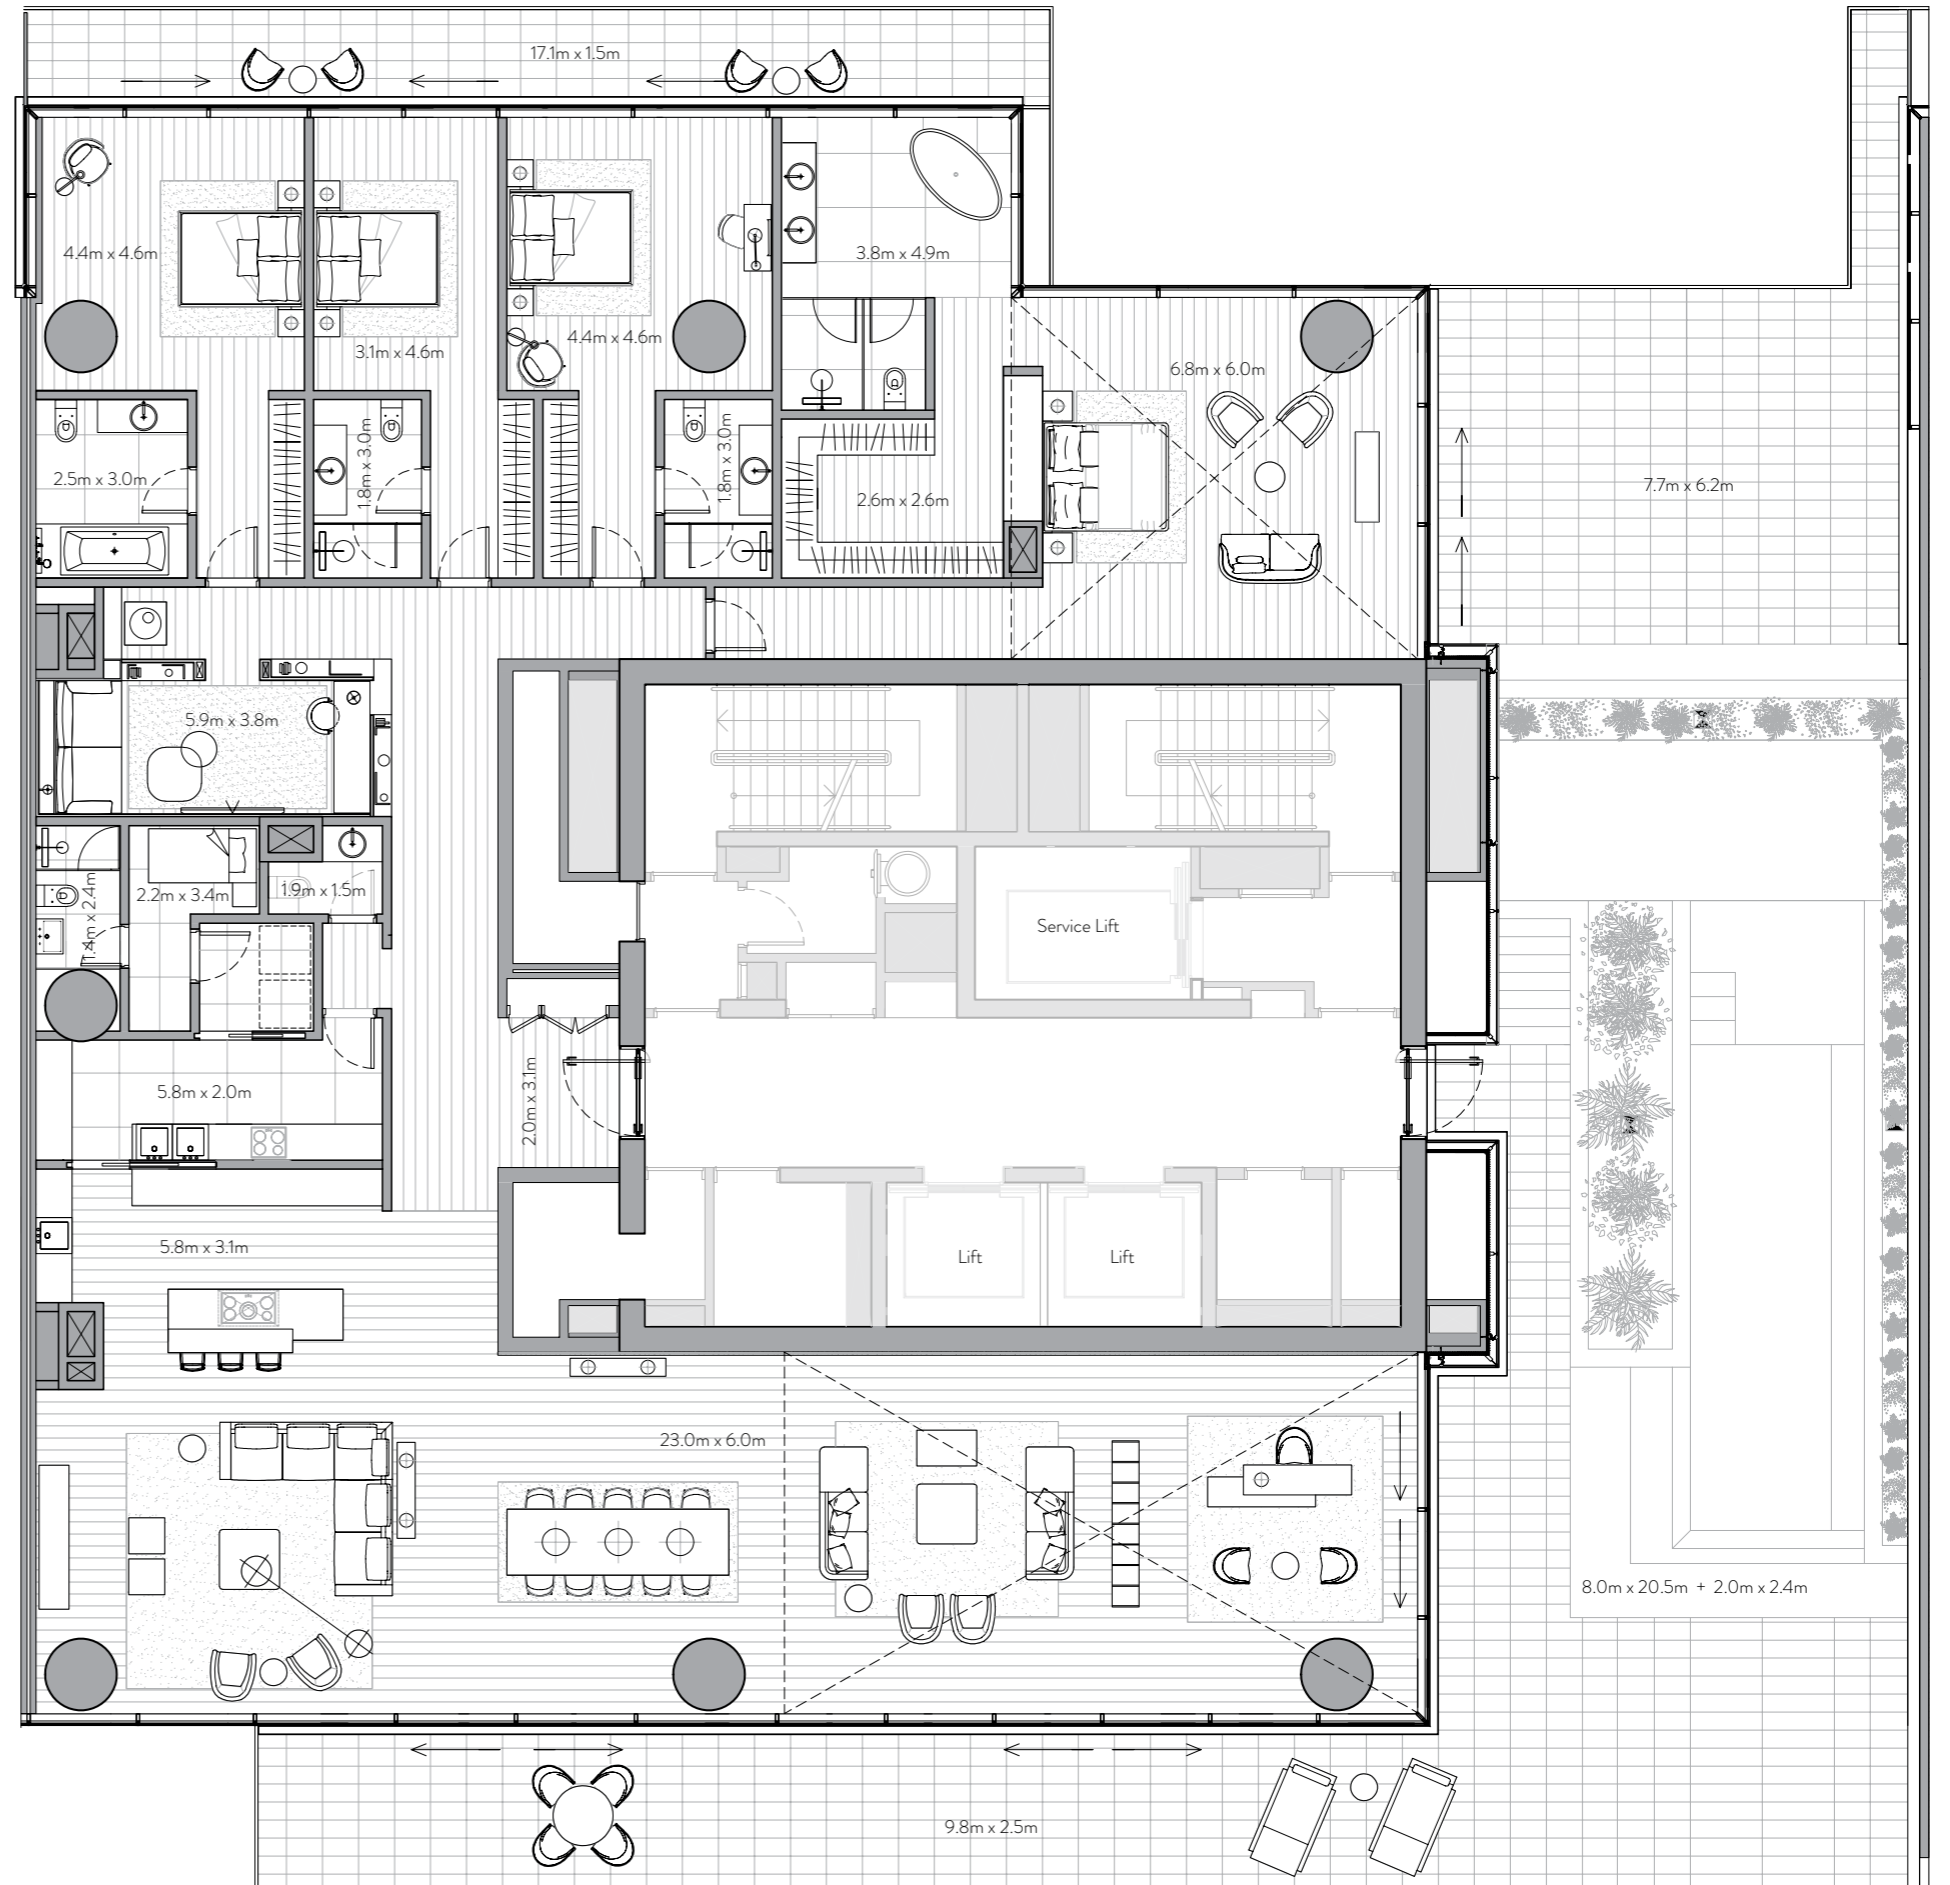 17.1m x 1.5m
4.4m x 4.6m
3.1m x 4.6m
4.4m x 4.6m
3.8m x 4.9m
6.8m x 6.0m
2.5m x 3.0m
1.8m x 3.0m
1.8m x 3.0m
2.6m x 2.6m
7.7m x 6.2m
5.9m x 3.8m
1.4m x 2.4m
2.2m x 3.4m
1.9m x 1.5m
Service Lift
5.8m x 2.0m
2.0m x 3.1m
5.8m x 3.1m
Lift
Lift
23.0m x 6.0m
8.0m x 20.5m + 2.0m x 2.4m
9.8m x 2.5m